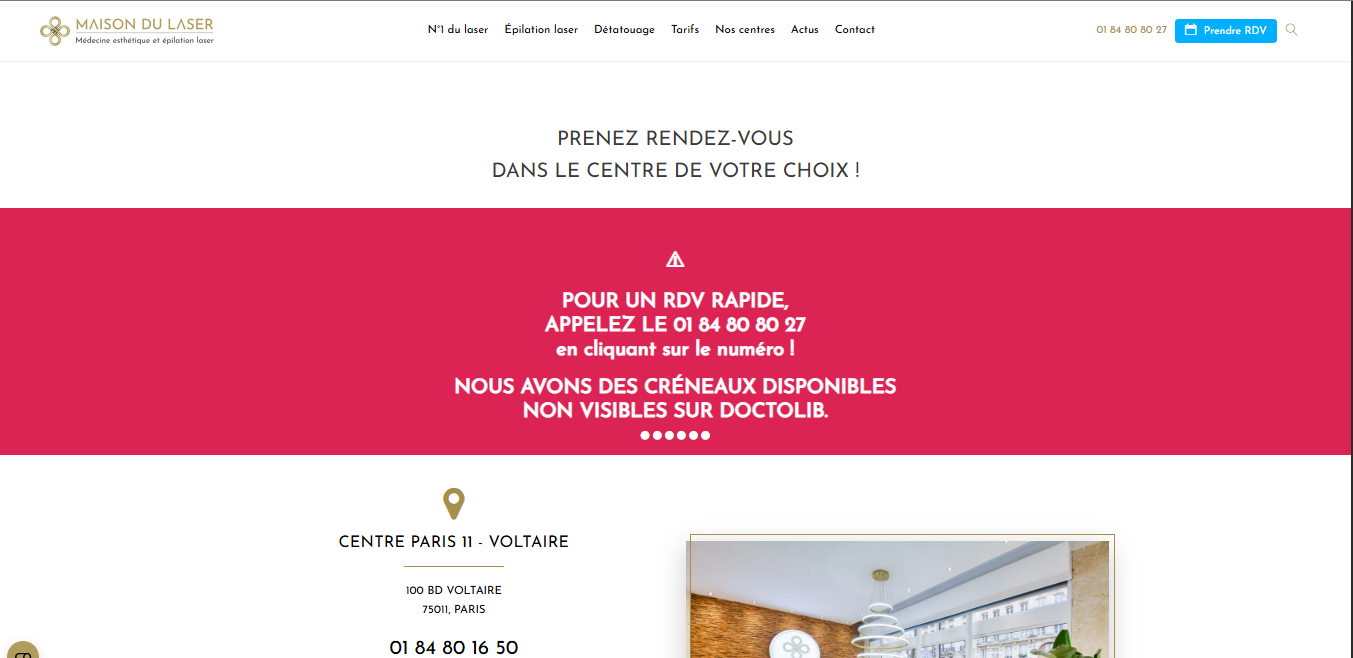 MAISON DU LASER
Médecine esthétique et épilation laser
N°1 du laser
Épilation laser
Détatouage
Tarifs
Nos centres
Actus
Contact
01 84 80 80 27
Prendre RDV
PRENEZ RENDEZ-VOUS
DANS LE CENTRE DE VOTRE CHOIX !
POUR UN RDV RAPIDE,
APPELEZ LE 01 84 80 80 27
en cliquant sur le numéro !
NOUS AVONS DES CRÉNEAUX DISPONIBLES
NON VISIBLES SUR DOCTOLIB.
CENTRE PARIS 11 - VOLTAIRE
100 BD VOLTAIRE
75011, PARIS
01 84 80 16 50